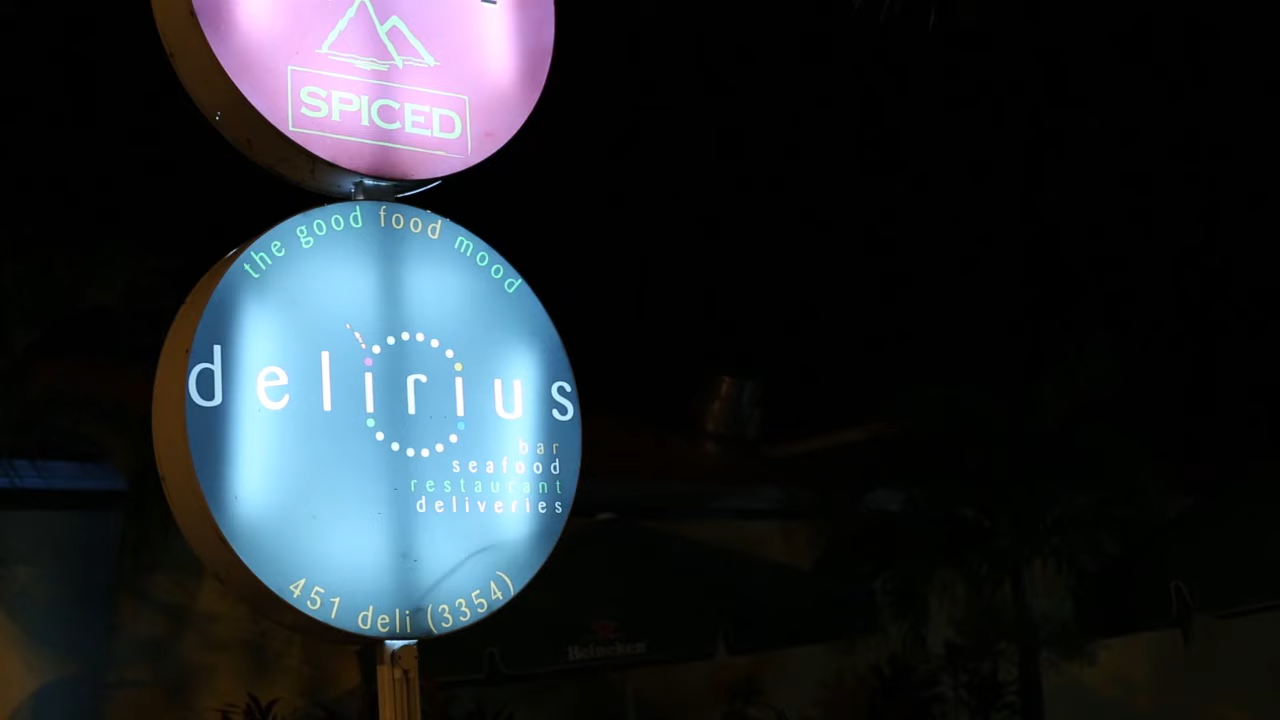 SPICED
the good food mood
delirius
bar
seafood
restaurant
deliveries
451 deli (3354)
Heineken